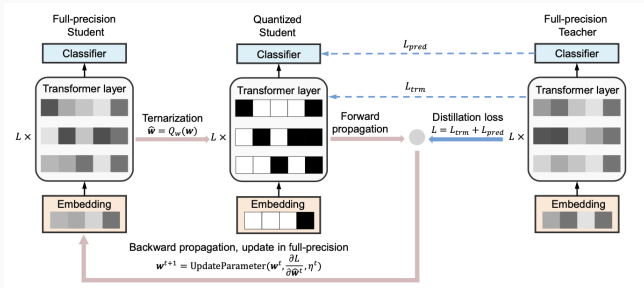 Full-precision
Student
Quantized
Student
Full-precision
Teacher
Classifier
Classifier
Classifier
L_pred
Transformer layer
Transformer layer
Transformer layer
L_trm
L ×
Ternarization
ŵ = Q_w(w)
L ×
Forward
propagation
Distillation loss
L = L_trm + L_pred
L ×
Embedding
Embedding
Embedding
Backward propagation, update in full-precision
w^{t+1} = UpdateParameter(w^t, ∂L/∂ŵ^t, η^t)